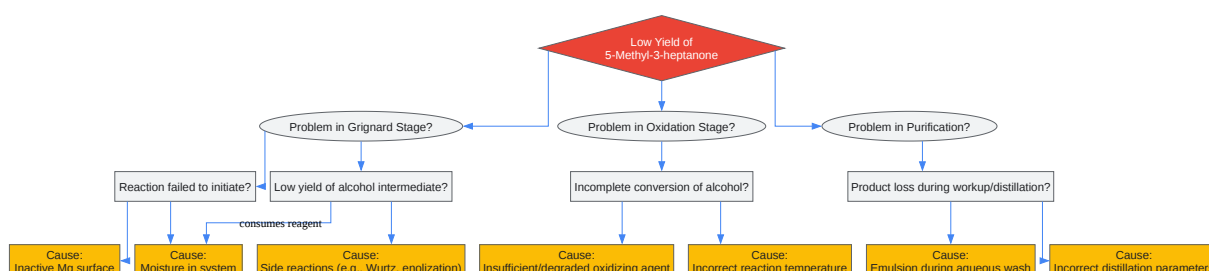 Low Yield of
5-Methyl-3-heptanone
Problem in Grignard Stage?
Problem in Oxidation Stage?
Problem in Purification?
Reaction failed to initiate?
Low yield of alcohol intermediate?
Incomplete conversion of alcohol?
Product loss during workup/distillation?
consumes reagent
Cause:
Inactive Mg surface
Cause:
Moisture in system
Cause:
Side reactions (e.g., Wurtz, enolization)
Cause:
Insufficient/degraded oxidizing agent
Cause:
Incorrect reaction temperature
Cause:
Emulsion during aqueous wash
Cause:
Incorrect distillation parameter